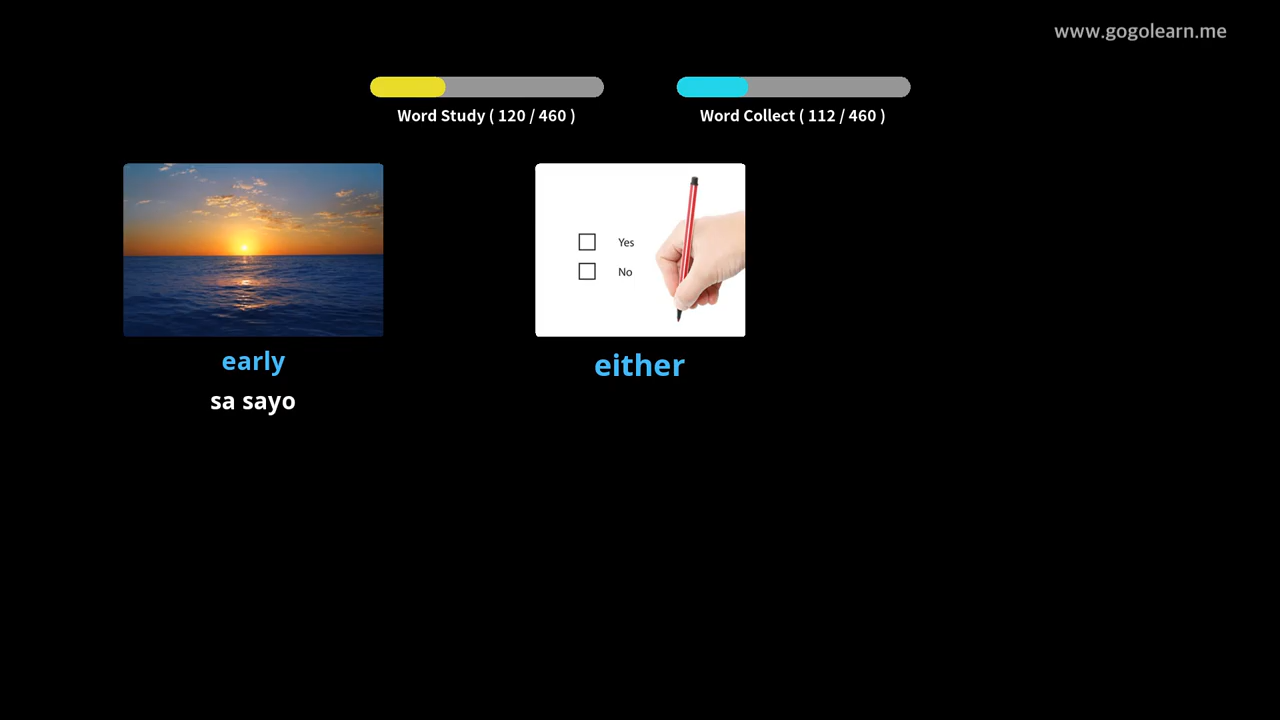 www.gogolearn.me
Word Study ( 120 / 460 )
Word Collect ( 112 / 460 )
Yes
No
early
either
sa sayo